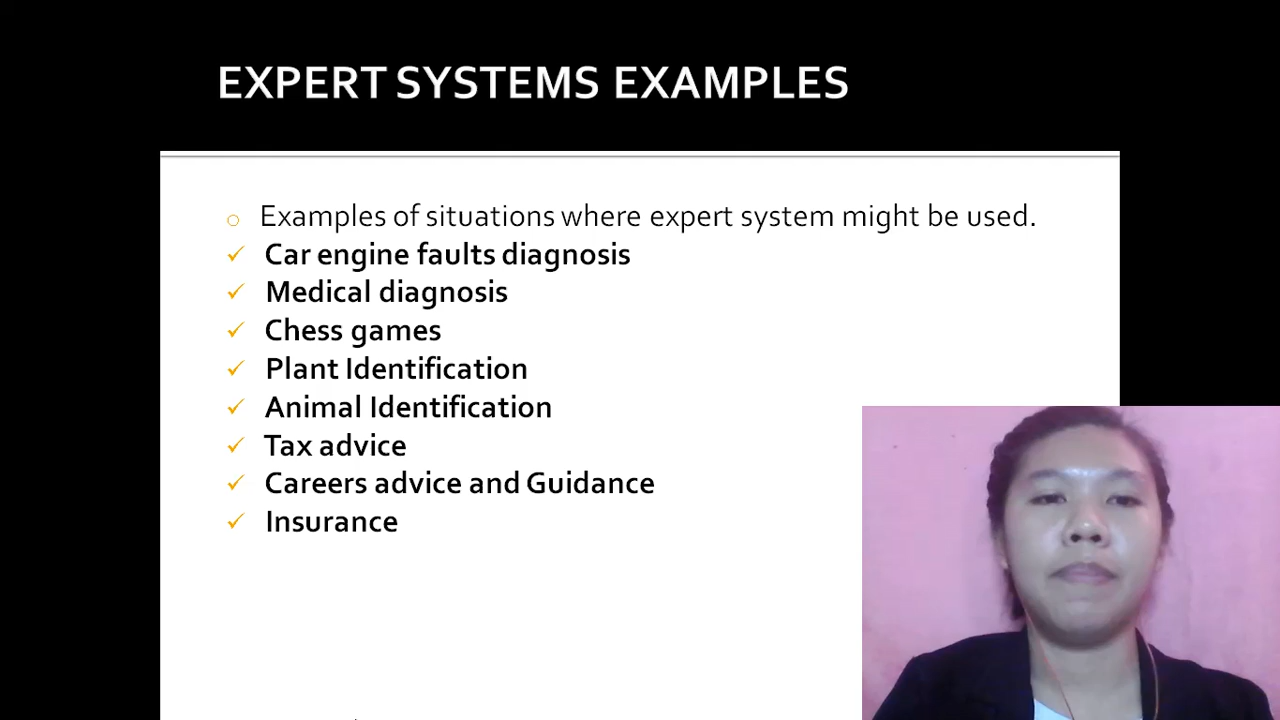 EXPERT SYSTEMS EXAMPLES
Examples of situations where expert system might be used.
Car engine faults diagnosis
Medical diagnosis
Chess games
Plant Identification
Animal Identification
Tax advice
Careers advice and Guidance
Insurance